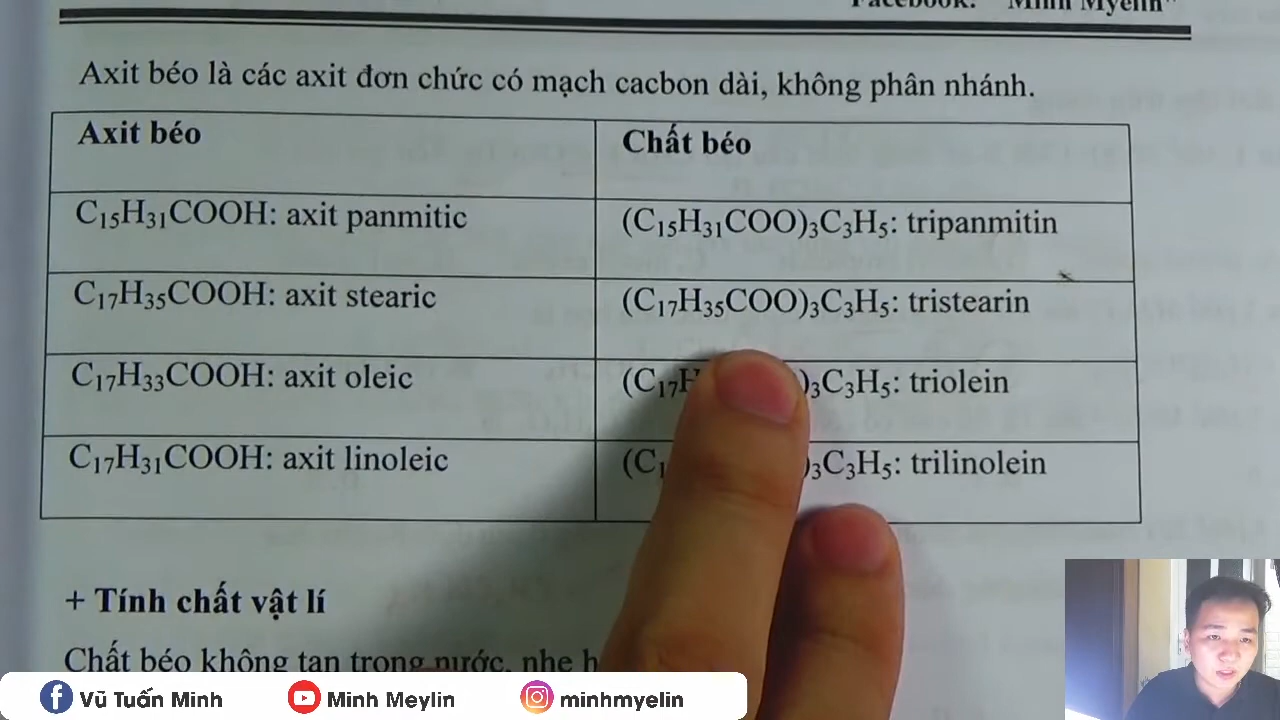 Facebook: "Minh Myelin"
Axit béo là các axit đơn chức có mạch cacbon dài, không phân nhánh.
Axit béo
Chất béo
C₁₅H₃₁COOH: axit panmitic
(C₁₅H₃₁COO)₃C₃H₅: tripanmitin
C₁₇H₃₅COOH: axit stearic
(C₁₇H₃₅COO)₃C₃H₅: tristearin
C₁₇H₃₃COOH: axit oleic
(C₁₇H )₃C₃H₅: triolein
C₁₇H₃₁COOH: axit linoleic
(C₁ )₃C₃H₅: trilinolein
+ Tính chất vật lí
Chất béo không tan trong nước, nhẹ h
Vũ Tuấn Minh
Minh Meylin
minhmyelin